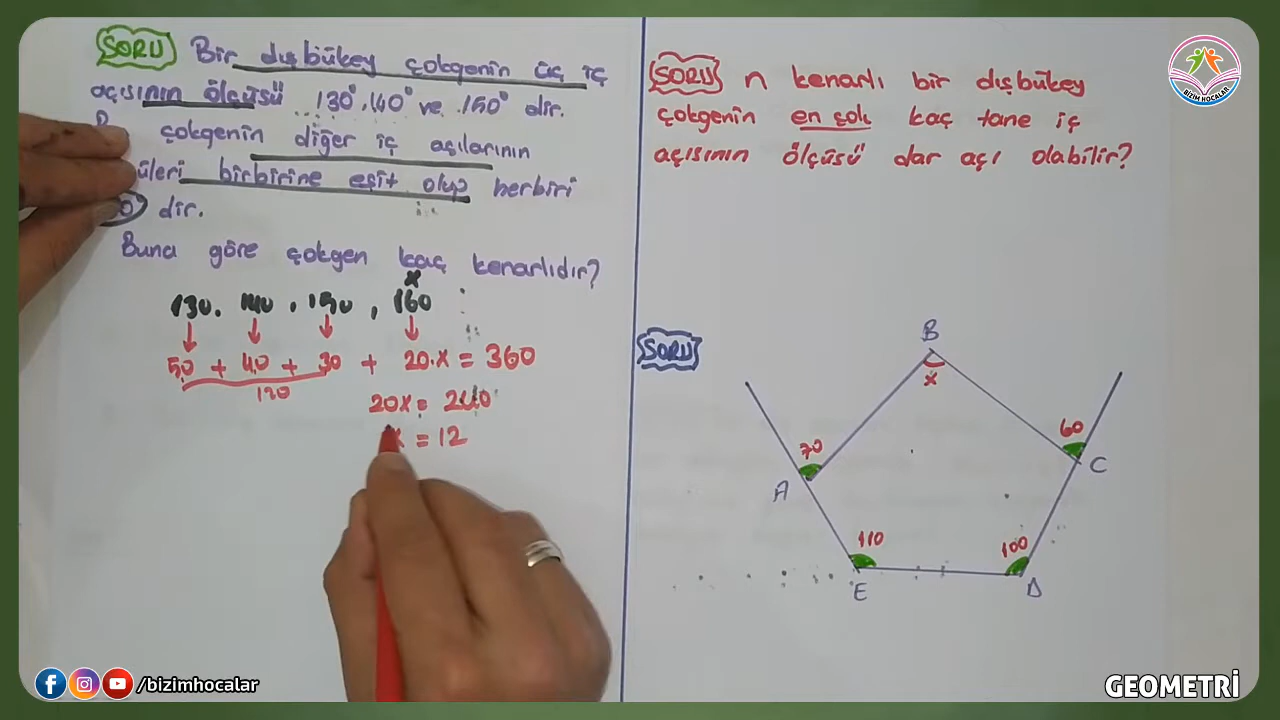 SORU Bir dışbükey çokgenin üç iç
açısının ölçüsü 130°, 140° ve 150° dir.
çokgenin diğer iç açılarının
birbirine eşit olup herbiri
dir.
Buna göre çokgen kaç kenarlıdır?
x
130, 140, 150, 160
50 + 40 + 30 + 20.x = 360
120
20x = 240
x = 12
SORU n kenarlı bir dışbükey
çokgenin en çok kaç tane iç
açısının ölçüsü dar açı olabilir?
SORU
B
x
70
60
A
C
110
100
E
D
BİZİM HOCALAR
/bizimhocalar
GEOMETRİ